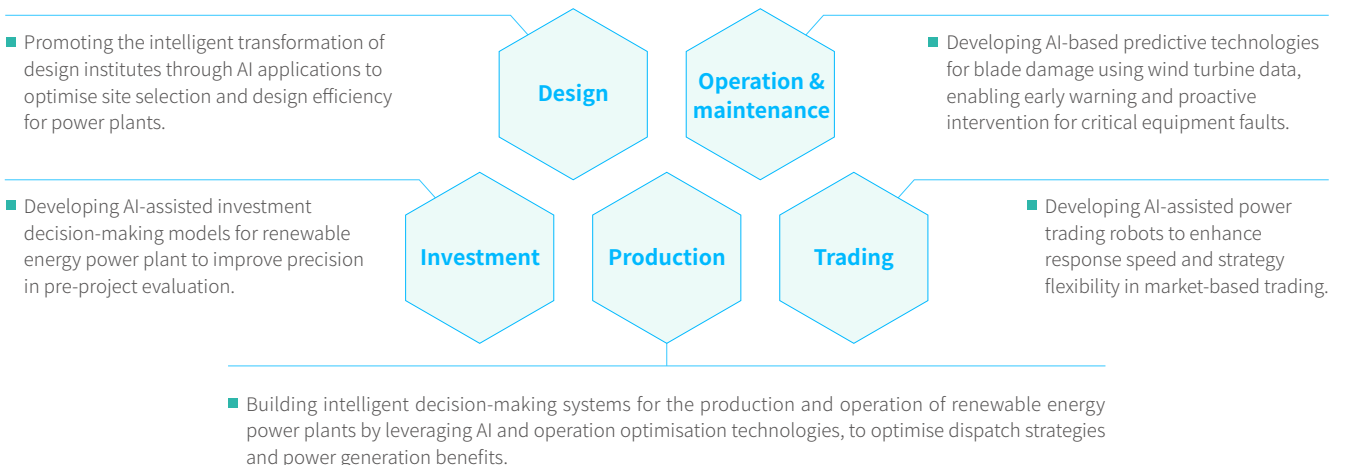 Promoting the intelligent transformation of
design institutes through AI applications to
optimise site selection and design efficiency
for power plants.
Design
Operation &
maintenance
Developing AI-based predictive technologies
for blade damage using wind turbine data,
enabling early warning and proactive
intervention for critical equipment faults.
Developing AI-assisted investment
decision-making models for renewable
energy power plant to improve precision
in pre-project evaluation.
Investment
Production
Trading
Developing AI-assisted power
trading robots to enhance
response speed and strategy
flexibility in market-based trading.
Building intelligent decision-making systems for the production and operation of renewable energy
power plants by leveraging AI and operation optimisation technologies, to optimise dispatch strategies
and power generation benefits.